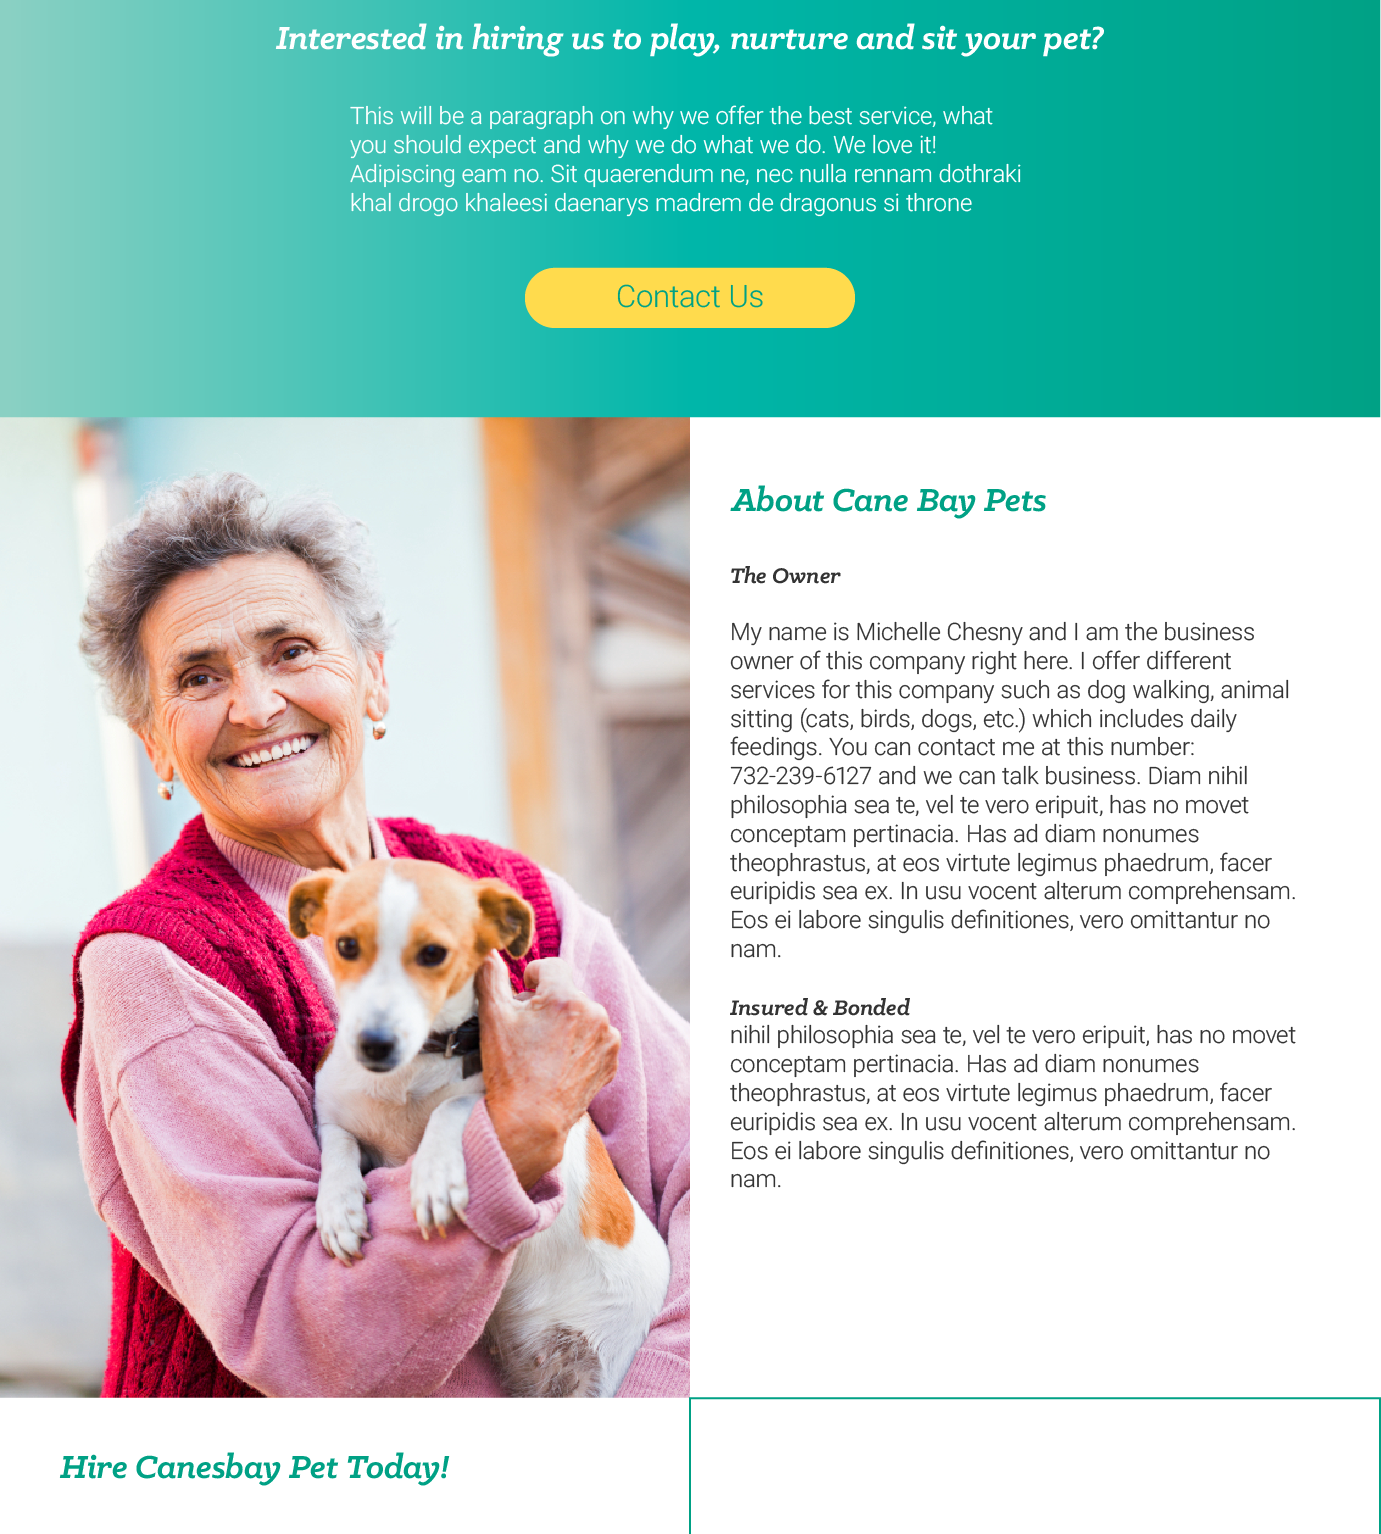 Interested in hiring us to play, nurture and sit your pet?
This will be a paragraph on why we offer the best service, what
you should expect and why we do what we do. We love it!
Adipiscing eam no. Sit quaerendum ne, nec nulla rennam dothraki
khal drogo khaleesi daenarys madrem de dragonus si throne
Contact Us
About Cane Bay Pets
The Owner
My name is Michelle Chesny and I am the business
owner of this company right here. I offer different
services for this company such as dog walking, animal
sitting (cats, birds, dogs, etc.) which includes daily
feedings. You can contact me at this number:
732-239-6127 and we can talk business. Diam nihil
philosophia sea te, vel te vero eripuit, has no movet
conceptam pertinacia. Has ad diam nonumes
theophrastus, at eos virtute legimus phaedrum, facer
euripidis sea ex. In usu vocent alterum comprehensam.
Eos ei labore singulis definitiones, vero omittantur no
nam.
Insured & Bonded
nihil philosophia sea te, vel te vero eripuit, has no movet
conceptam pertinacia. Has ad diam nonumes
theophrastus, at eos virtute legimus phaedrum, facer
euripidis sea ex. In usu vocent alterum comprehensam.
Eos ei labore singulis definitiones, vero omittantur no
nam.
Hire Canesbay Pet Today!